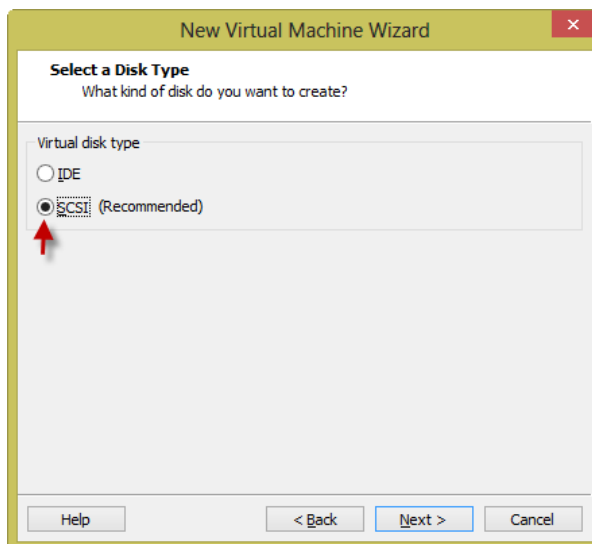 New Virtual Machine Wizard
Select a Disk Type
What kind of disk do you want to create?
Virtual disk type
IDE
SCSI (Recommended)
Help < Back Next > Cancel